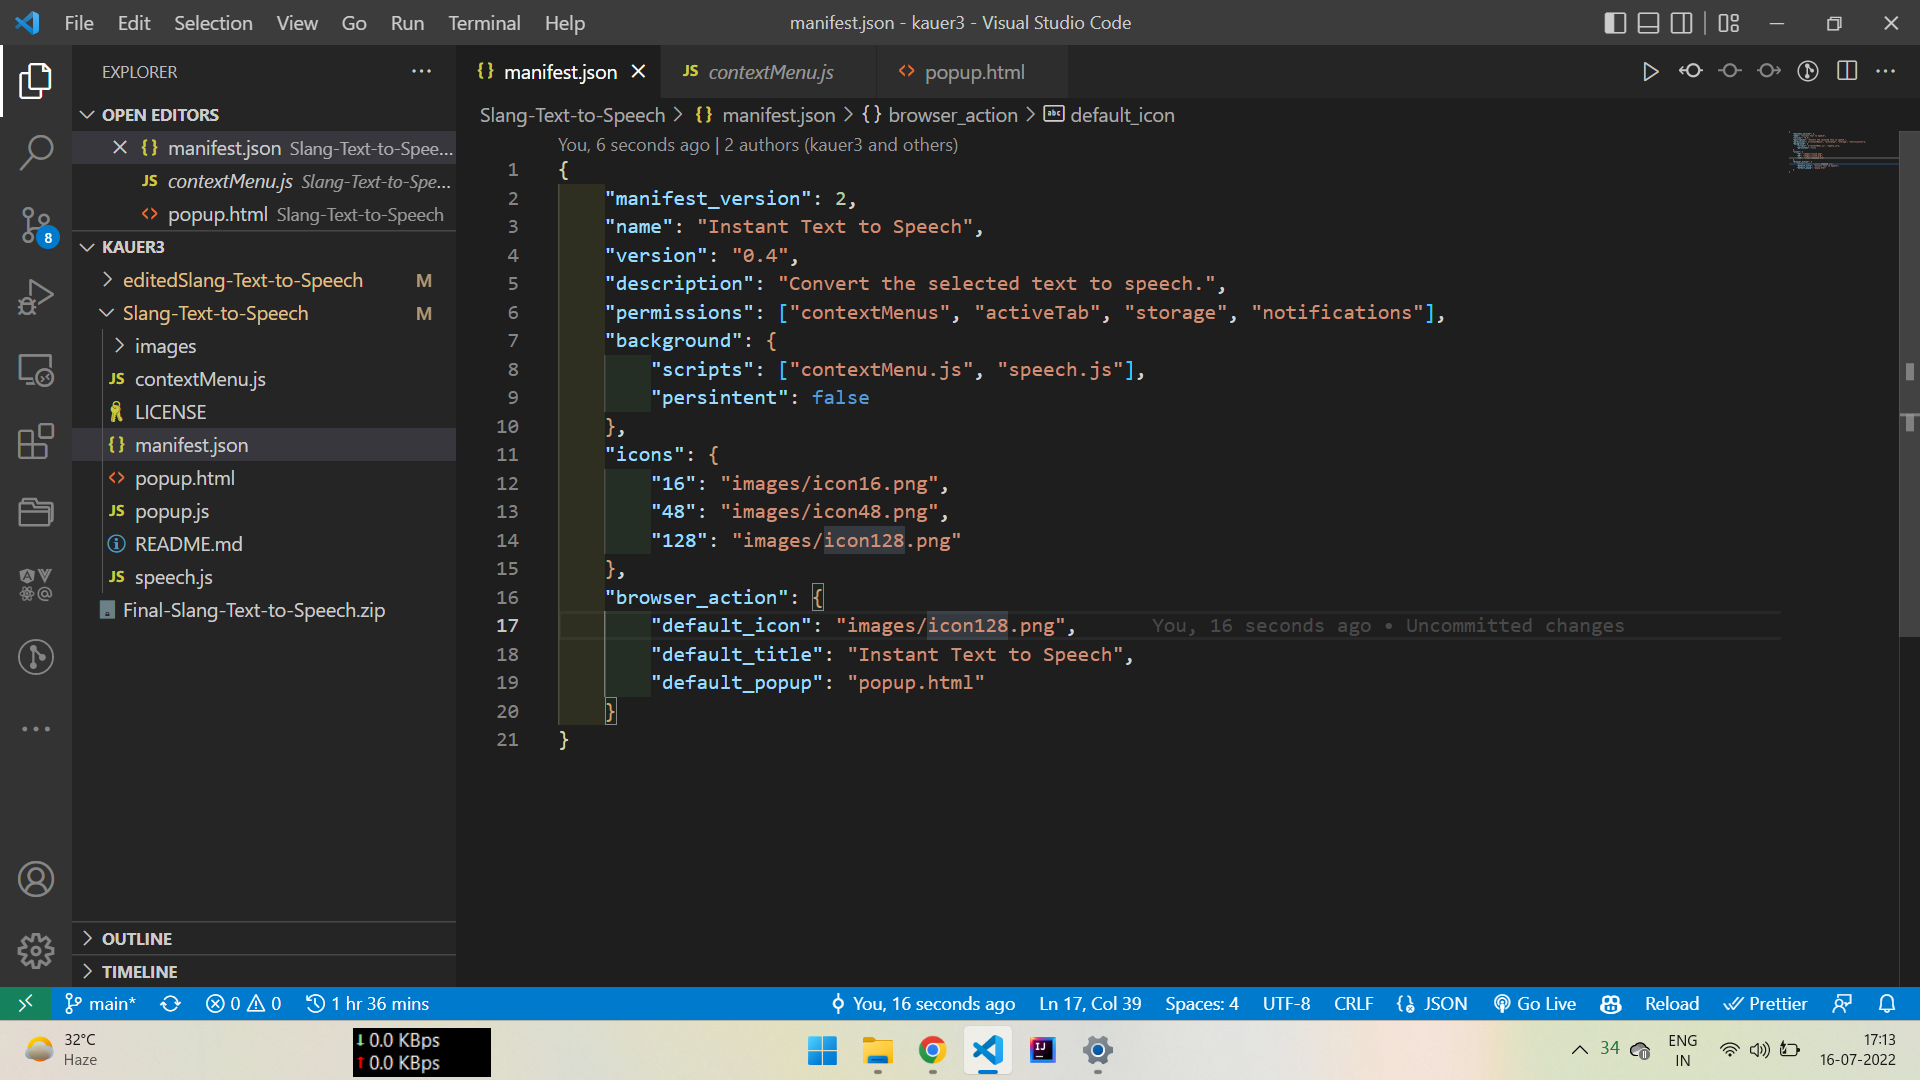 File Edit Selection View Go Run Terminal Help
manifest.json - kauer3 - Visual Studio Code
EXPLORER
OPEN EDITORS
manifest.json Slang-Text-to-Spee...
JS contextMenu.js Slang-Text-to-Spe...
popup.html Slang-Text-to-Speech
8
KAUER3
editedSlang-Text-to-Speech M
Slang-Text-to-Speech M
images
JS contextMenu.js
LICENSE
{} manifest.json
<> popup.html
JS popup.js
README.md
JS speech.js
Final-Slang-Text-to-Speech.zip
OUTLINE
TIMELINE
{} manifest.json
JS contextMenu.js
<> popup.html
Slang-Text-to-Speech > {} manifest.json > {} browser_action > abc default_icon
You, 6 seconds ago | 2 authors (kauer3 and others)
1 {
2 "manifest_version": 2,
3 "name": "Instant Text to Speech",
4 "version": "0.4",
5 "description": "Convert the selected text to speech.",
6 "permissions": ["contextMenus", "activeTab", "storage", "notifications"],
7 "background": {
8 "scripts": ["contextMenu.js", "speech.js"],
9 "persintent": false
10 },
11 "icons": {
12 "16": "images/icon16.png",
13 "48": "images/icon48.png",
14 "128": "images/icon128.png"
15 },
16 "browser_action": {
17 "default_icon": "images/icon128.png", You, 16 seconds ago • Uncommitted changes
18 "default_title": "Instant Text to Speech",
19 "default_popup": "popup.html"
20 }
21 }
main* 0 0 1 hr 36 mins
You, 16 seconds ago Ln 17, Col 39 Spaces: 4 UTF-8 CRLF {} JSON Go Live Reload Prettier
32°C
Haze
↓ 0.0 KBps
↑ 0.0 KBps
IJ
34
ENG
IN
17:13
16-07-2022